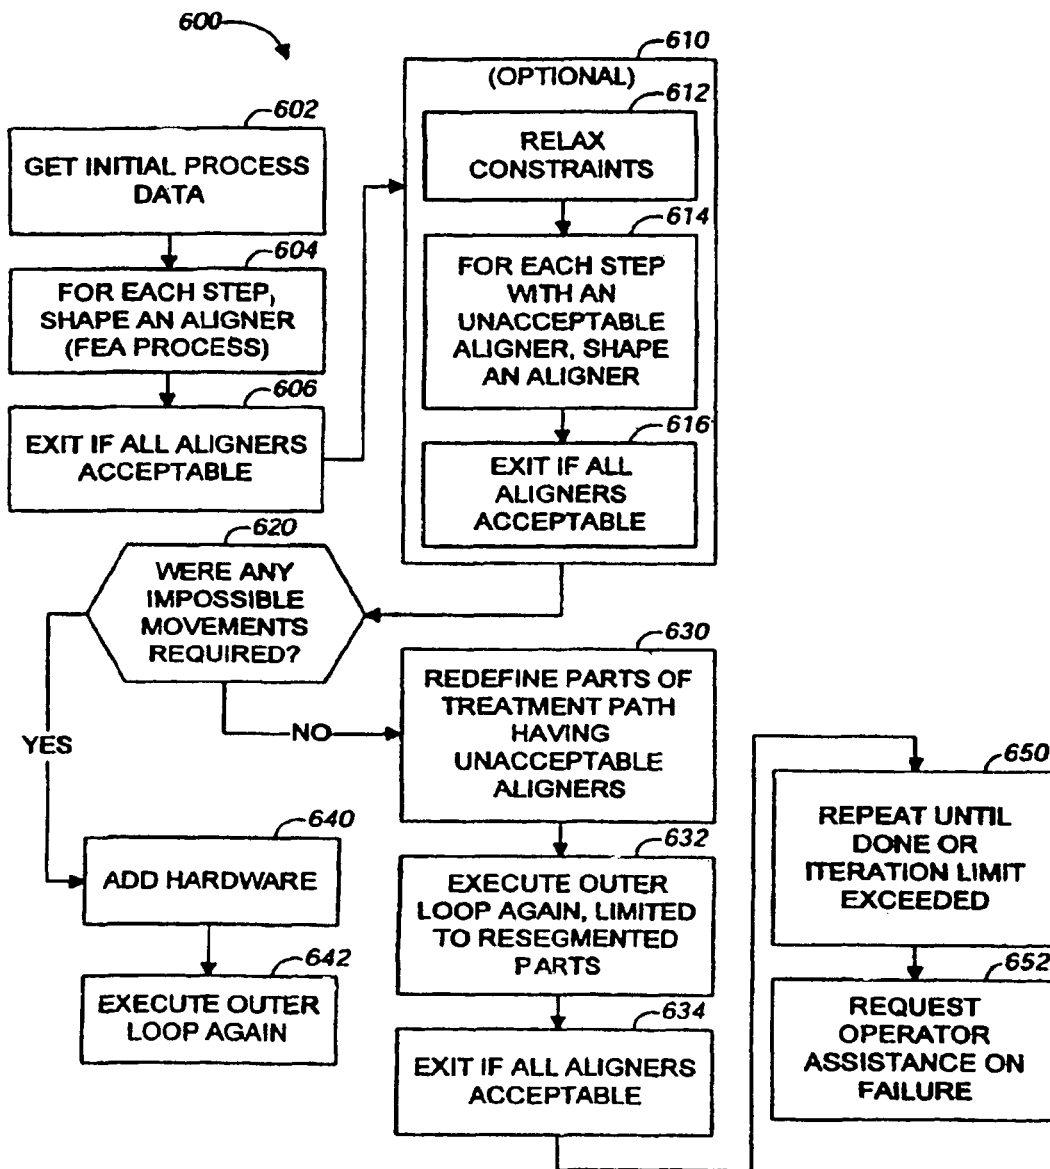 600
602
GET INITIAL PROCESS
DATA
604
FOR EACH STEP,
SHAPE AN ALIGNER
(FEA PROCESS)
606
EXIT IF ALL ALIGNERS
ACCEPTABLE
610
(OPTIONAL)
612
RELAX
CONSTRAINTS
614
FOR EACH STEP
WITH AN
UNACCEPTABLE
ALIGNER, SHAPE
AN ALIGNER
616
EXIT IF ALL
ALIGNERS
ACCEPTABLE
620
WERE ANY
IMPOSSIBLE
MOVEMENTS
REQUIRED?
YES
NO
630
REDEFINE PARTS OF
TREATMENT PATH
HAVING
UNACCEPTABLE
ALIGNERS
632
EXECUTE OUTER
LOOP AGAIN, LIMITED
TO RESEGMENTED
PARTS
634
EXIT IF ALL ALIGNERS
ACCEPTABLE
640
ADD HARDWARE
642
EXECUTE OUTER
LOOP AGAIN
650
REPEAT UNTIL
DONE OR
ITERATION LIMIT
EXCEEDED
652
REQUEST
OPERATOR
ASSISTANCE ON
FAILURE